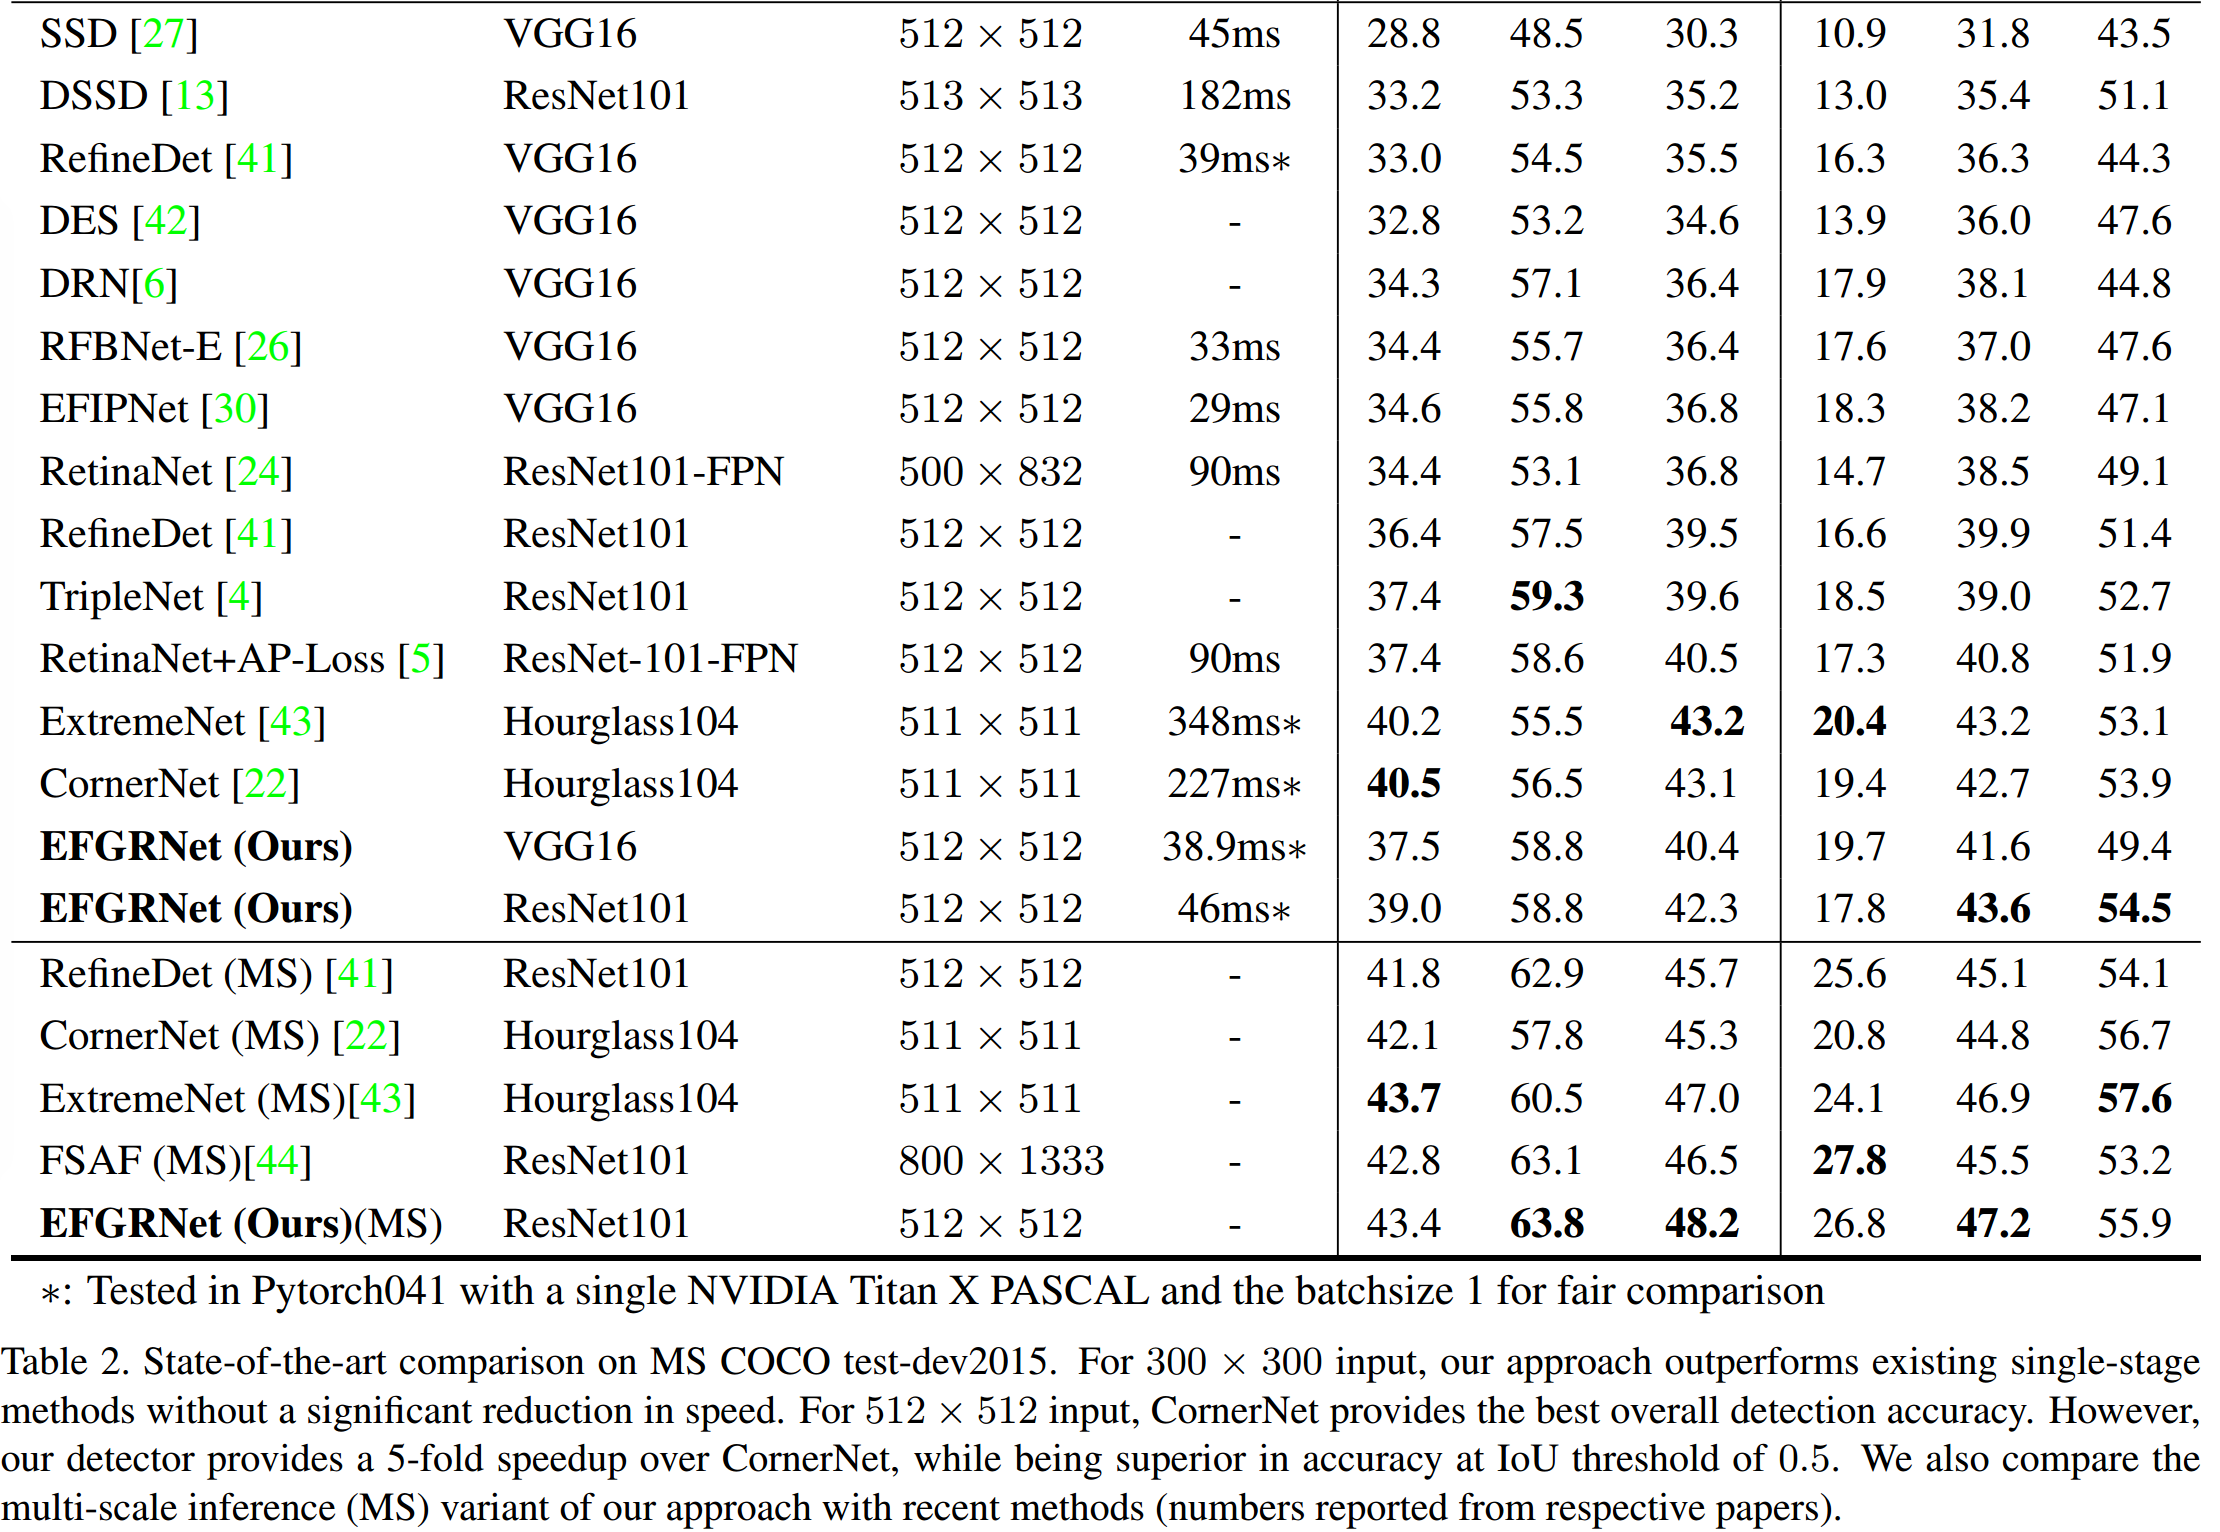 SSD [27] VGG16 512 × 512 45ms 28.8 48.5 30.3 10.9 31.8 43.5
DSSD [13] ResNet101 513 × 513 182ms 33.2 53.3 35.2 13.0 35.4 51.1
RefineDet [41] VGG16 512 × 512 39ms∗ 33.0 54.5 35.5 16.3 36.3 44.3
DES [42] VGG16 512 × 512 - 32.8 53.2 34.6 13.9 36.0 47.6
DRN[6] VGG16 512 × 512 - 34.3 57.1 36.4 17.9 38.1 44.8
RFBNet-E [26] VGG16 512 × 512 33ms 34.4 55.7 36.4 17.6 37.0 47.6
EFIPNet [30] VGG16 512 × 512 29ms 34.6 55.8 36.8 18.3 38.2 47.1
RetinaNet [24] ResNet101-FPN 500 × 832 90ms 34.4 53.1 36.8 14.7 38.5 49.1
RefineDet [41] ResNet101 512 × 512 - 36.4 57.5 39.5 16.6 39.9 51.4
TripleNet [4] ResNet101 512 × 512 - 37.4 59.3 39.6 18.5 39.0 52.7
RetinaNet+AP-Loss [5] ResNet-101-FPN 512 × 512 90ms 37.4 58.6 40.5 17.3 40.8 51.9
ExtremeNet [43] Hourglass104 511 × 511 348ms∗ 40.2 55.5 43.2 20.4 43.2 53.1
CornerNet [22] Hourglass104 511 × 511 227ms∗ 40.5 56.5 43.1 19.4 42.7 53.9
EFGRNet (Ours) VGG16 512 × 512 38.9ms∗ 37.5 58.8 40.4 19.7 41.6 49.4
EFGRNet (Ours) ResNet101 512 × 512 46ms∗ 39.0 58.8 42.3 17.8 43.6 54.5
RefineDet (MS) [41] ResNet101 512 × 512 - 41.8 62.9 45.7 25.6 45.1 54.1
CornerNet (MS) [22] Hourglass104 511 × 511 - 42.1 57.8 45.3 20.8 44.8 56.7
ExtremeNet (MS)[43] Hourglass104 511 × 511 - 43.7 60.5 47.0 24.1 46.9 57.6
FSAF (MS)[44] ResNet101 800 × 1333 - 42.8 63.1 46.5 27.8 45.5 53.2
EFGRNet (Ours)(MS) ResNet101 512 × 512 - 43.4 63.8 48.2 26.8 47.2 55.9
∗: Tested in Pytorch041 with a single NVIDIA Titan X PASCAL and the batchsize 1 for fair comparison
Table 2. State-of-the-art comparison on MS COCO test-dev2015. For 300 × 300 input, our approach outperforms existing single-stage
methods without a significant reduction in speed. For 512 × 512 input, CornerNet provides the best overall detection accuracy. However,
our detector provides a 5-fold speedup over CornerNet, while being superior in accuracy at IoU threshold of 0.5. We also compare the
multi-scale inference (MS) variant of our approach with recent methods (numbers reported from respective papers).